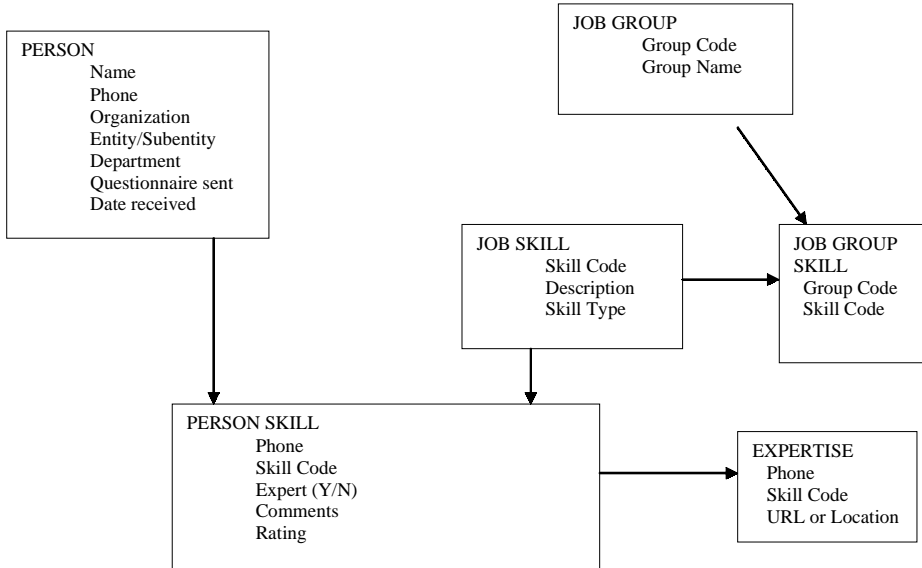 PERSON
Name
Phone
Organization
Entity/Subentity
Department
Questionnaire sent
Date received
JOB GROUP
Group Code
Group Name
JOB SKILL
Skill Code
Description
Skill Type
JOB GROUP
SKILL
Group Code
Skill Code
PERSON SKILL
Phone
Skill Code
Expert (Y/N)
Comments
Rating
EXPERTISE
Phone
Skill Code
URL or Location